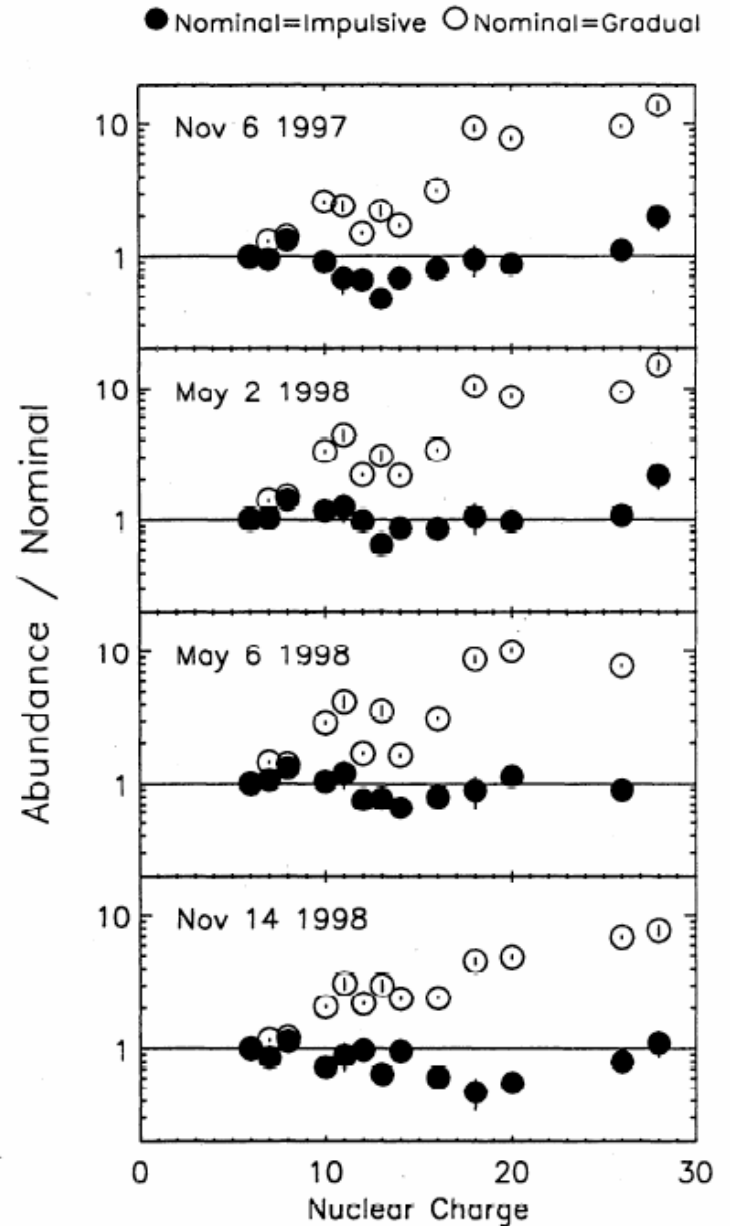 ● Nominal=Impulsive ○ Nominal=Gradual
10
Nov 6 1997
1
10
May 2 1998
1
Abundance / Nominal
10
May 6 1998
1
10
Nov 14 1998
1
0 10 20 30
Nuclear Charge